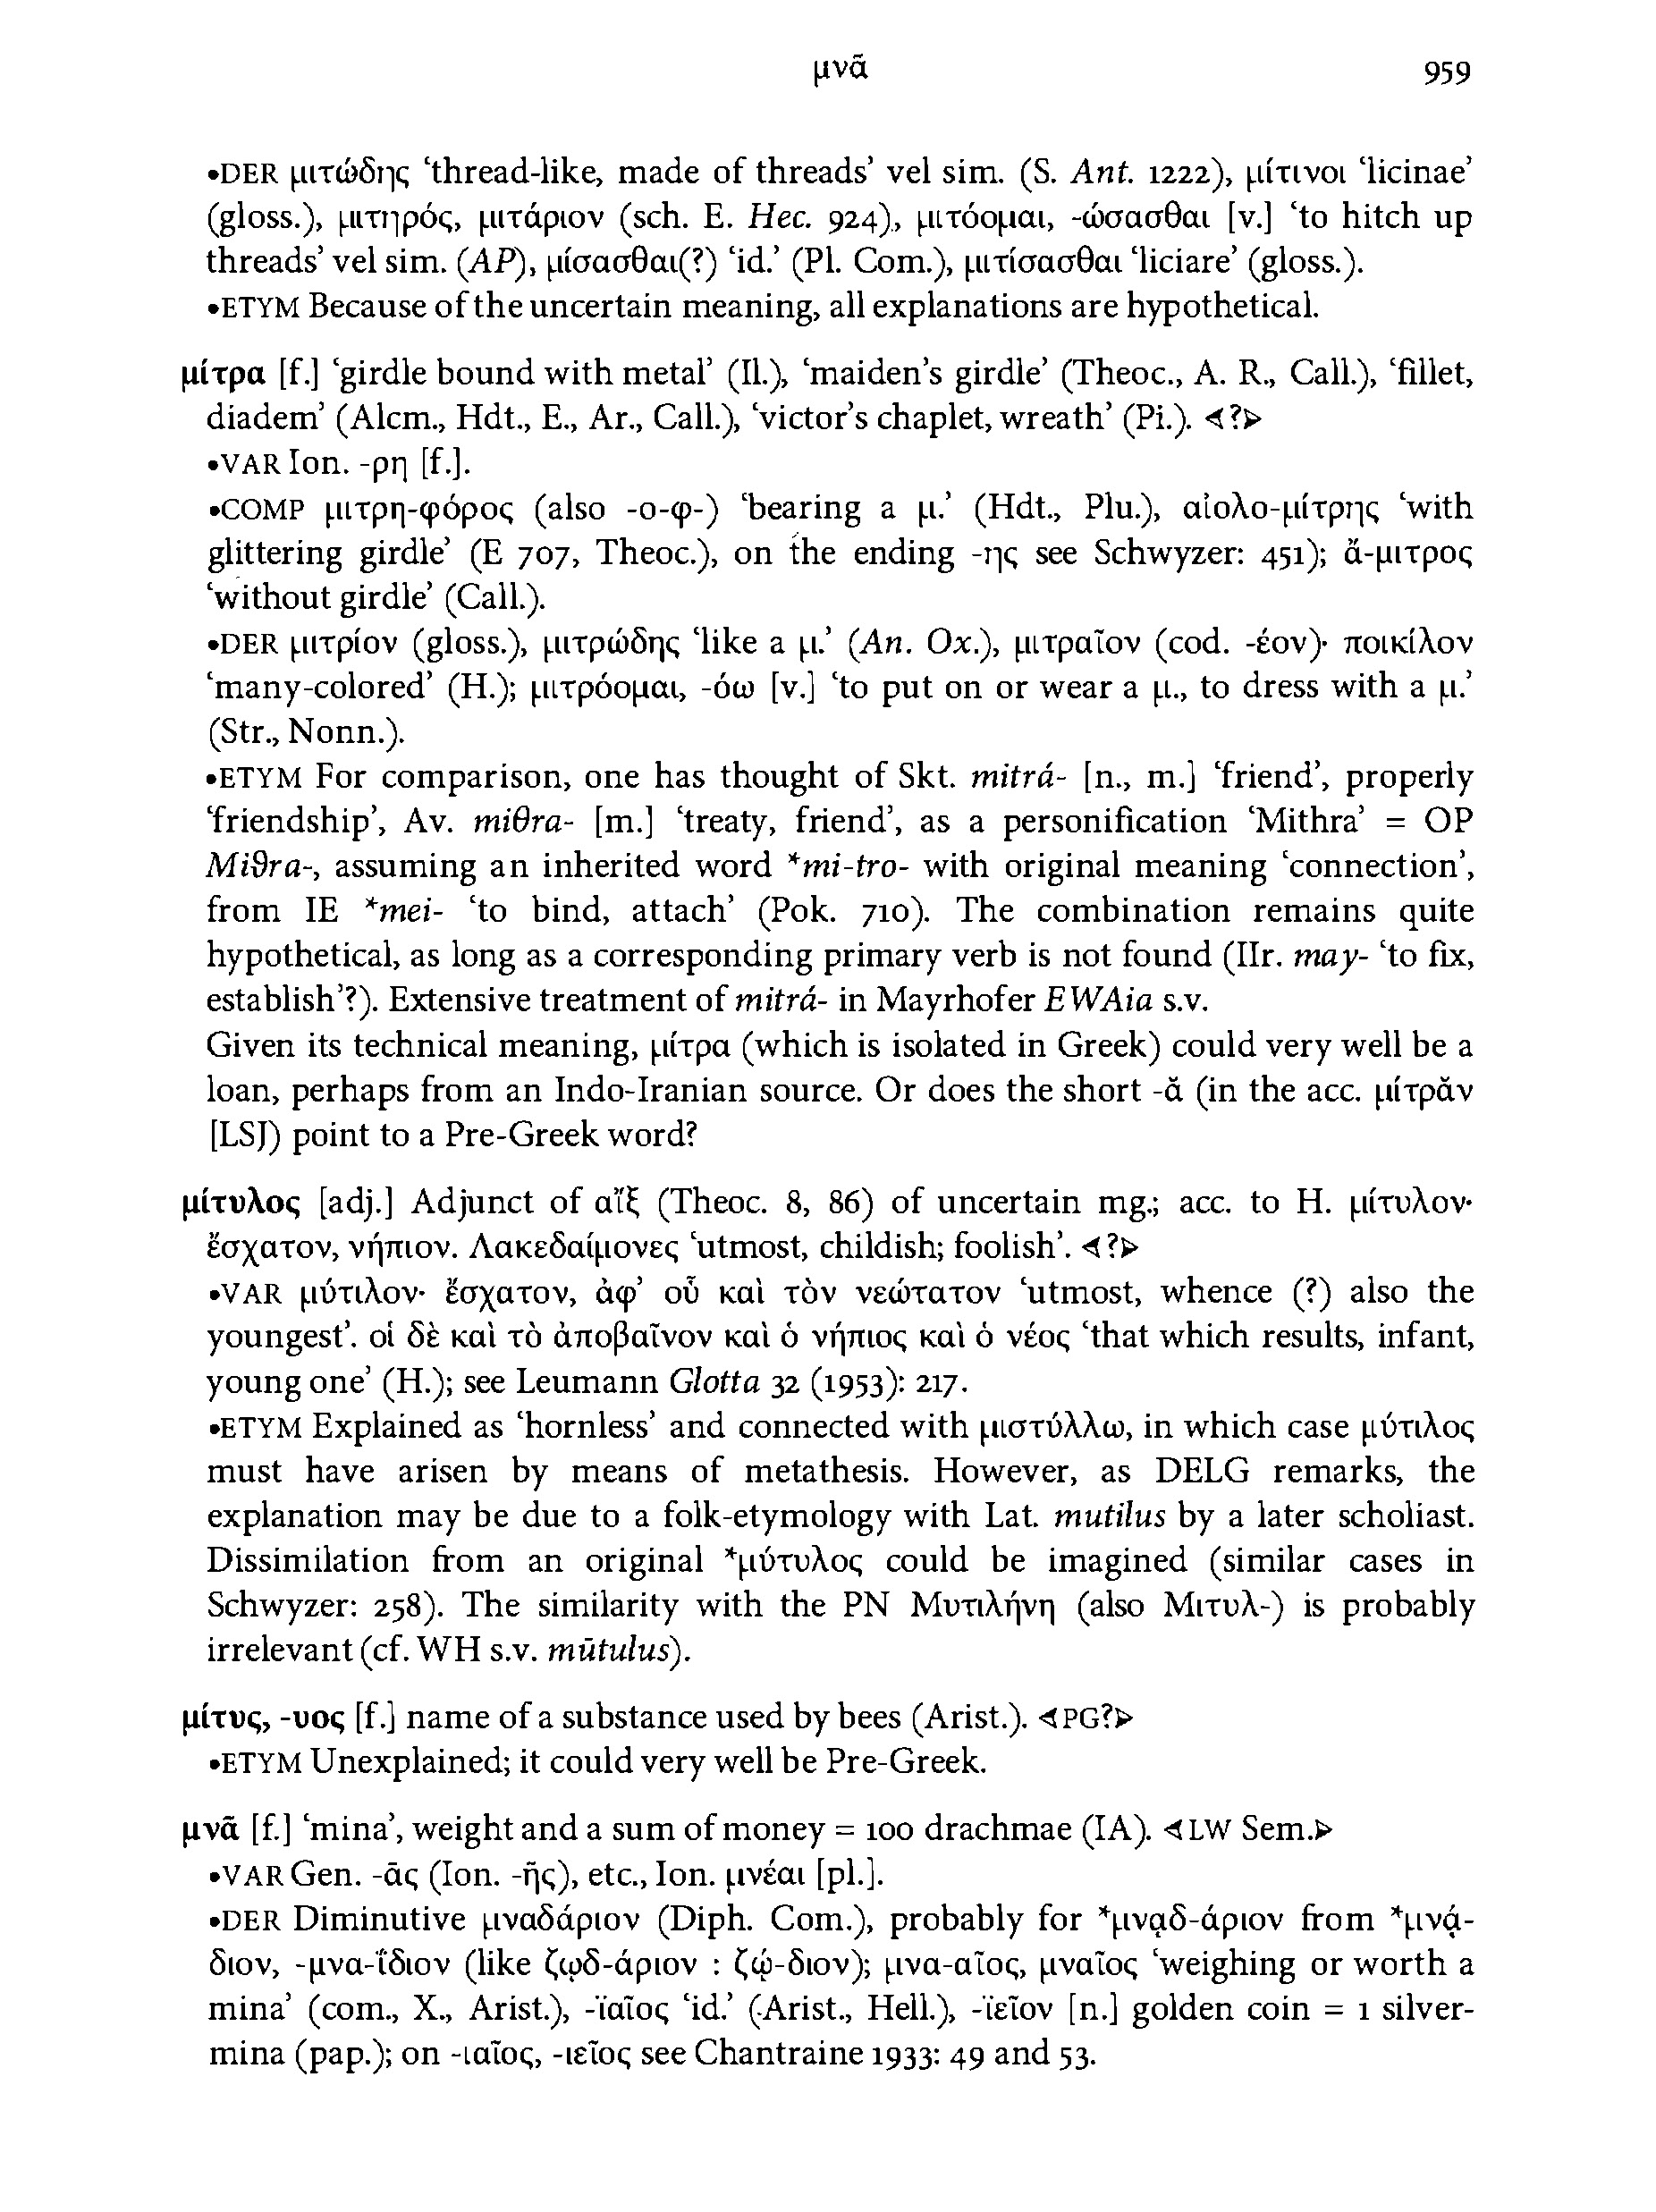 μνᾶ 959
•DER μιτώδης ‘thread-like, made of threads’ vel sim. (S. Ant. 1222), μίτινοι ‘licinae’
(gloss.), μιτηρός, μιτάριον (sch. E. Hec. 924), μιτόομαι, -ώσασθαι [v.] ‘to hitch up
threads’ vel sim. (AP), μίσασθαι(?) ‘id.’ (Pl. Com.), μιτίσασθαι ‘liciare’ (gloss.).
•ETYM Because of the uncertain meaning, all explanations are hypothetical.
μίτρα [f.] ‘girdle bound with metal’ (Il.), ‘maiden’s girdle’ (Theoc., A. R., Call.), ‘fillet,
diadem’ (Alcm., Hdt., E., Ar., Call.), ‘victor’s chaplet, wreath’ (Pi.). ⊲?⊳
•VAR Ion. -ρη [f.].
•COMP μιτρη-φόρος (also -ο-φ-) ‘bearing a μ.’ (Hdt., Plu.), αἰολο-μίτρης ‘with
glittering girdle’ (E 707, Theoc.), on the ending -ης see Schwyzer: 451); ἄ-μιτρος
‘without girdle’ (Call.).
•DER μιτρίον (gloss.), μιτρώδης ‘like a μ.’ (An. Ox.), μιτραῖον (cod. -έον)· ποικίλον
‘many-colored’ (H.); μιτρόομαι, -όω [v.] ‘to put on or wear a μ., to dress with a μ.’
(Str., Nonn.).
•ETYM For comparison, one has thought of Skt. mitrá- [n., m.] ‘friend’, properly
‘friendship’, Av. miθra- [m.] ‘treaty, friend’, as a personification ‘Mithra’ = OP
Miϑra-, assuming an inherited word *mi-tro- with original meaning ‘connection’,
from IE *mei- ‘to bind, attach’ (Pok. 710). The combination remains quite
hypothetical, as long as a corresponding primary verb is not found (IIr. may- ‘to fix,
establish’?). Extensive treatment of mitrá- in Mayrhofer EWAia s.v.
Given its technical meaning, μίτρα (which is isolated in Greek) could very well be a
loan, perhaps from an Indo-Iranian source. Or does the short -ᾰ (in the acc. μίτρᾰν
[LSJ) point to a Pre-Greek word?
μίτυλος [adj.] Adjunct of αἴξ (Theoc. 8, 86) of uncertain mg.; acc. to H. μίτυλον·
ἔσχατον, νήπιον. Λακεδαίμονες ‘utmost, childish; foolish’. ⊲?⊳
•VAR μύτιλον· ἔσχατον, ἀφ’ οὗ καὶ τὸν νεώτατον ‘utmost, whence (?) also the
youngest’. οἱ δὲ καὶ τὸ ἀποβαῖνον καὶ ὁ νήπιος καὶ ὁ νέος ‘that which results, infant,
young one’ (H.); see Leumann Glotta 32 (1953): 217.
•ETYM Explained as ‘hornless’ and connected with μιστύλλω, in which case μύτιλος
must have arisen by means of metathesis. However, as DELG remarks, the
explanation may be due to a folk-etymology with Lat. mutilus by a later scholiast.
Dissimilation from an original *μύτυλος could be imagined (similar cases in
Schwyzer: 258). The similarity with the PN Μυτιλήνη (also Μιτυλ-) is probably
irrelevant (cf. WH s.v. mūtulus).
μίτυς, -υος [f.] name of a substance used by bees (Arist.). ⊲PG?⊳
•ETYM Unexplained; it could very well be Pre-Greek.
μνᾶ [f.] ‘mina’, weight and a sum of money = 100 drachmae (IA). ⊲LW Sem.⊳
•VAR Gen. -ᾶς (Ion. -ῆς), etc., Ion. μνέαι [pl.].
•DER Diminutive μναδάριον (Diph. Com.), probably for *μνᾳδ-άριον from *μνᾴ-
διον, -μνα-ΐδιον (like ζῳδ-άριον : ζῴ-διον); μνα-αῖος, μναῖος ‘weighing or worth a
mina’ (com., X., Arist.), -ϊαῖος ‘id.’ (Arist., Hell.), -ϊεῖον [n.] golden coin = 1 silver-
mina (pap.); on -ιαῖος, -ιεῖος see Chantraine 1933: 49 and 53.